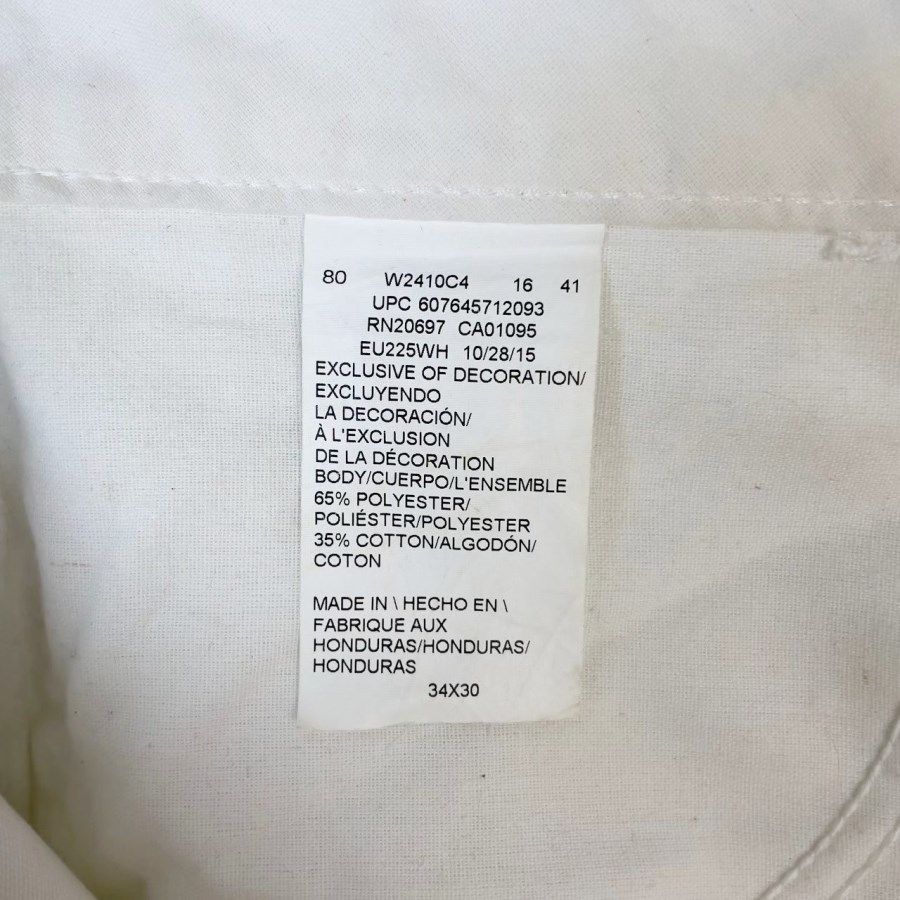 80 W2410C4 16 41
UPC 607645712093
RN20697 CA01095
EU225WH 10/28/15
EXCLUSIVE OF DECORATION/
EXCLUYENDO
LA DECORACIÓN/
À L'EXCLUSION
DE LA DÉCORATION
BODY/CUERPO/L'ENSEMBLE
65% POLYESTER/
POLIÉSTER/POLYESTER
35% COTTON/ALGODÓN/
COTON
MADE IN \ HECHO EN \
FABRIQUE AUX
HONDURAS/HONDURAS/
HONDURAS
34X30